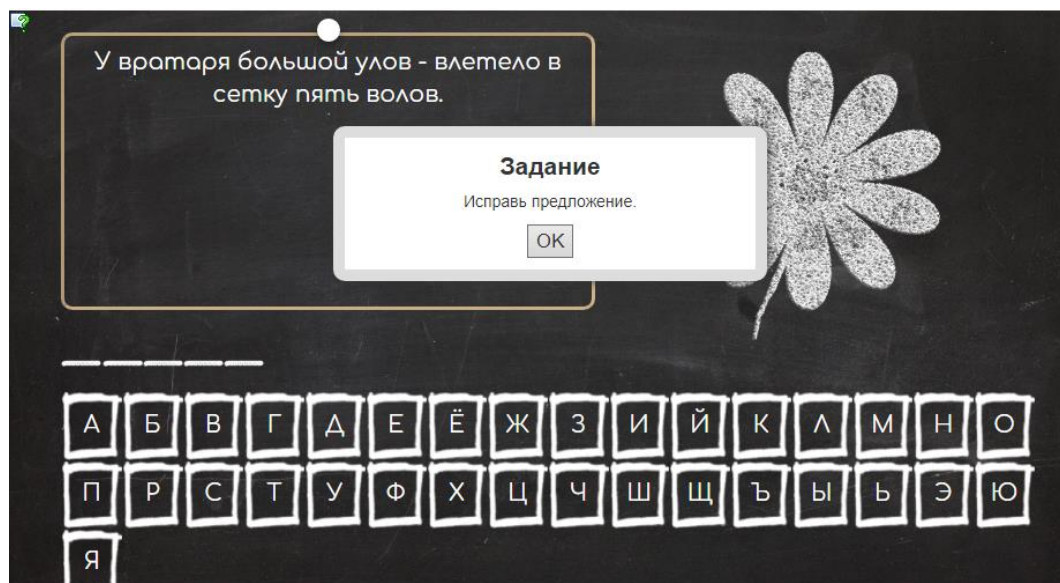 У вратаря большой улов - влетело в
сетку пять волов.
Задание
Исправь предложение.
OK
А Б В Г Д Е Ё Ж З И Й К Л М Н О
П Р С Т У Ф Х Ц Ч Ш Щ Ъ Ы Ь Э Ю
Я